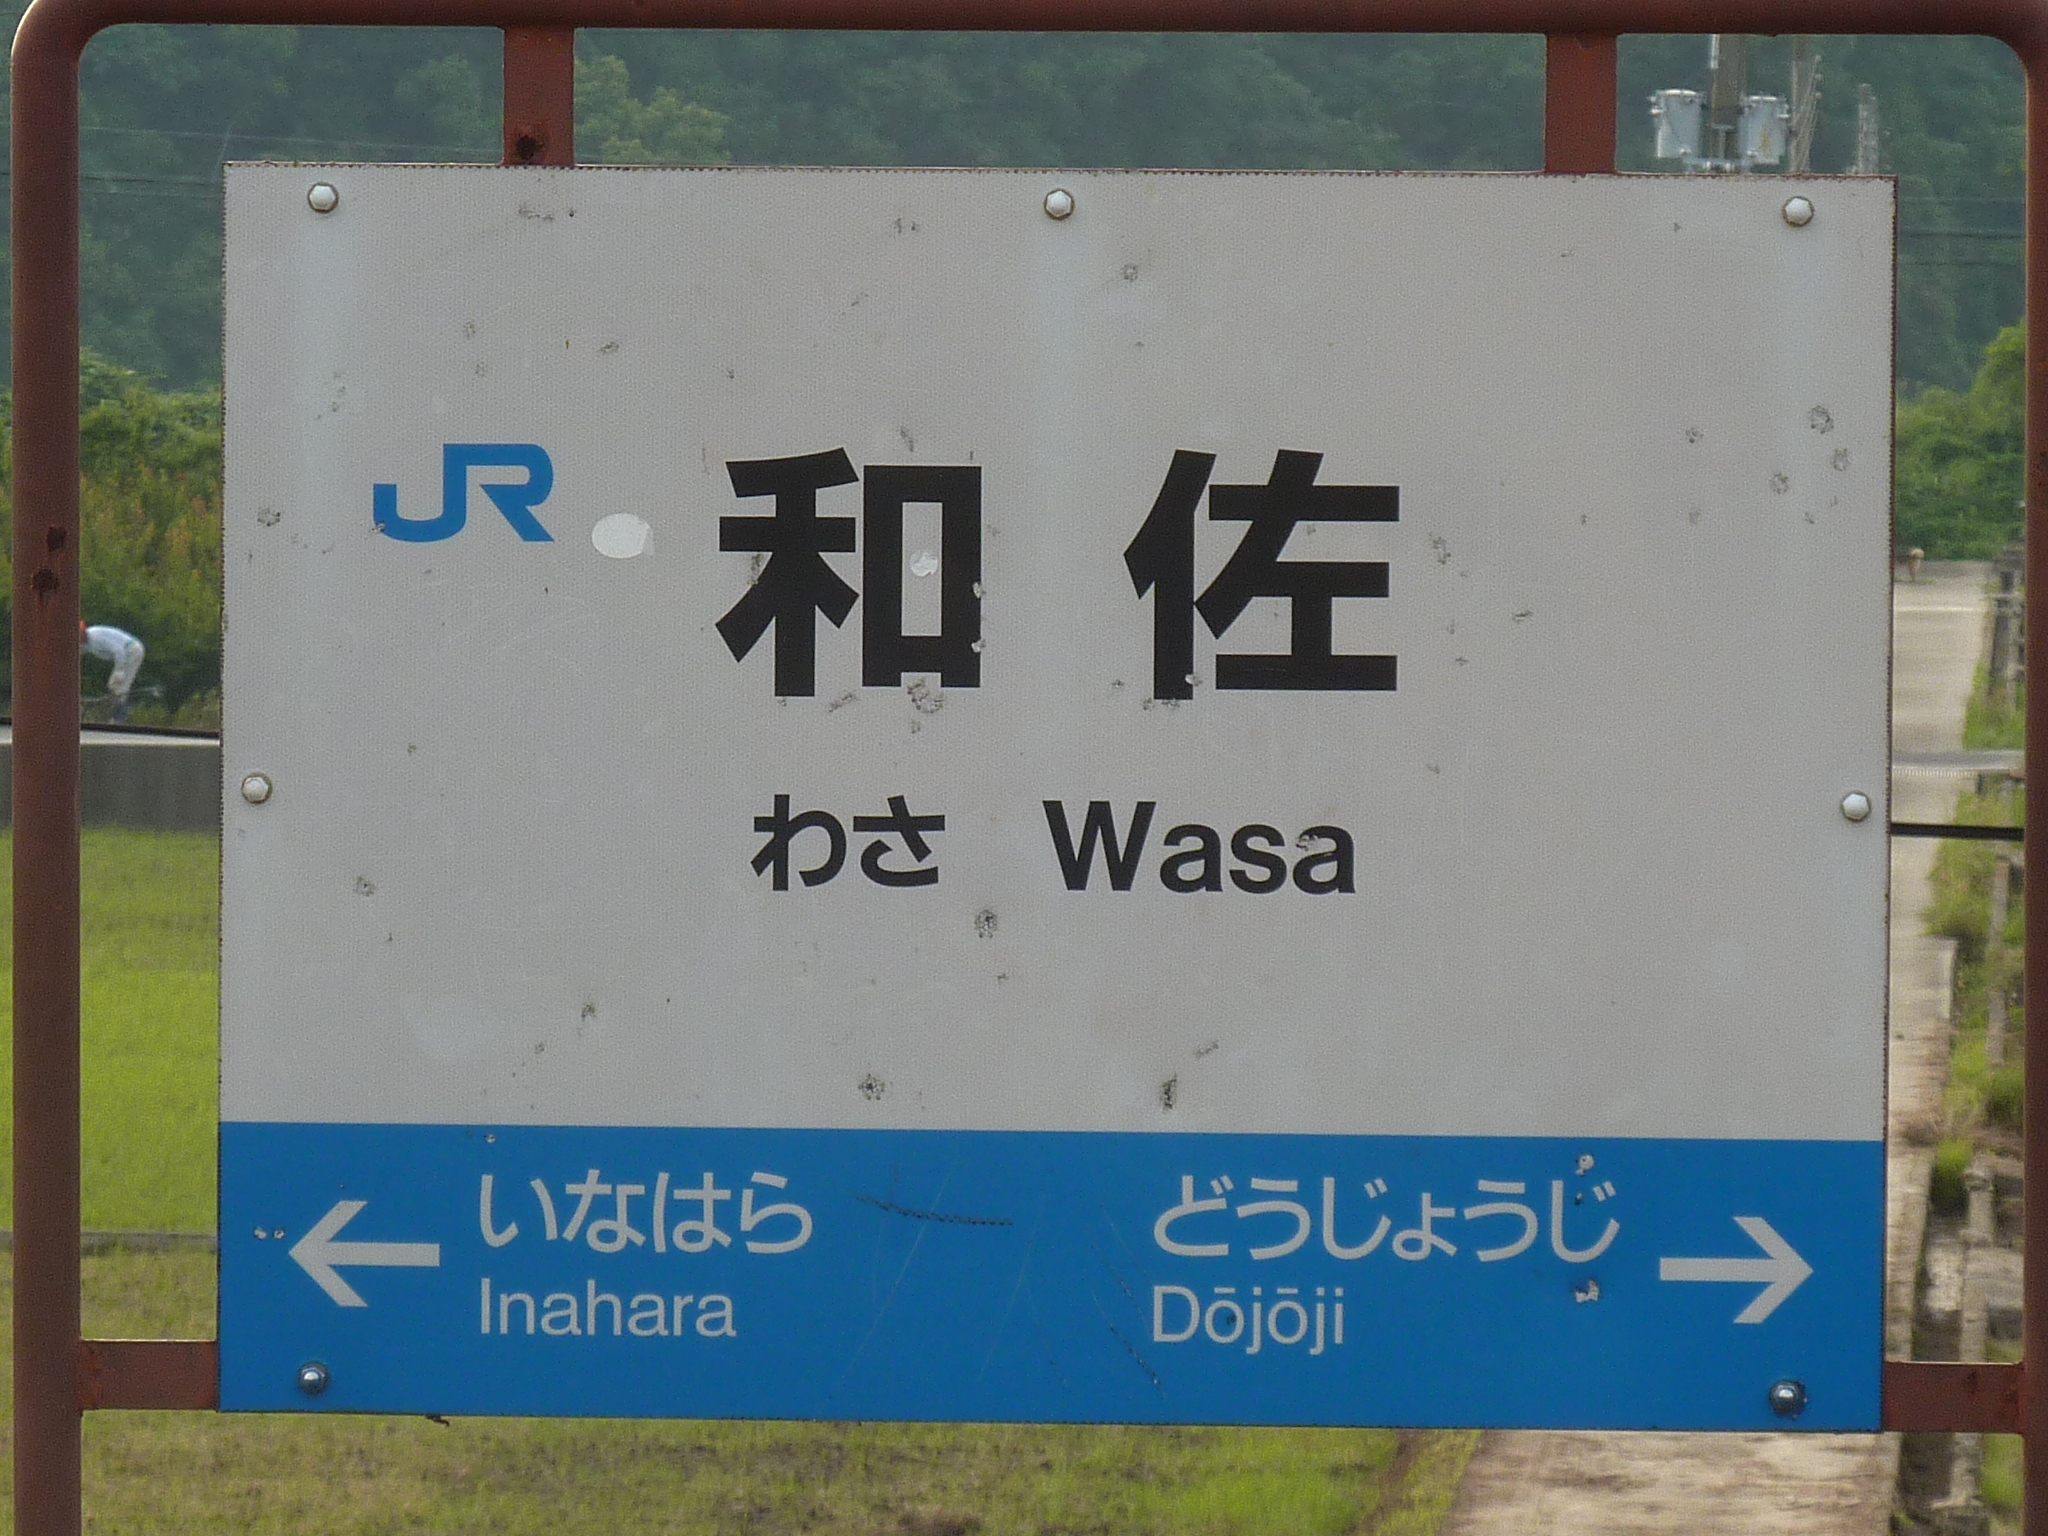 JR 和佐
わさ Wasa
← いなはら どうじょうじ →
Inahara Dōjōji